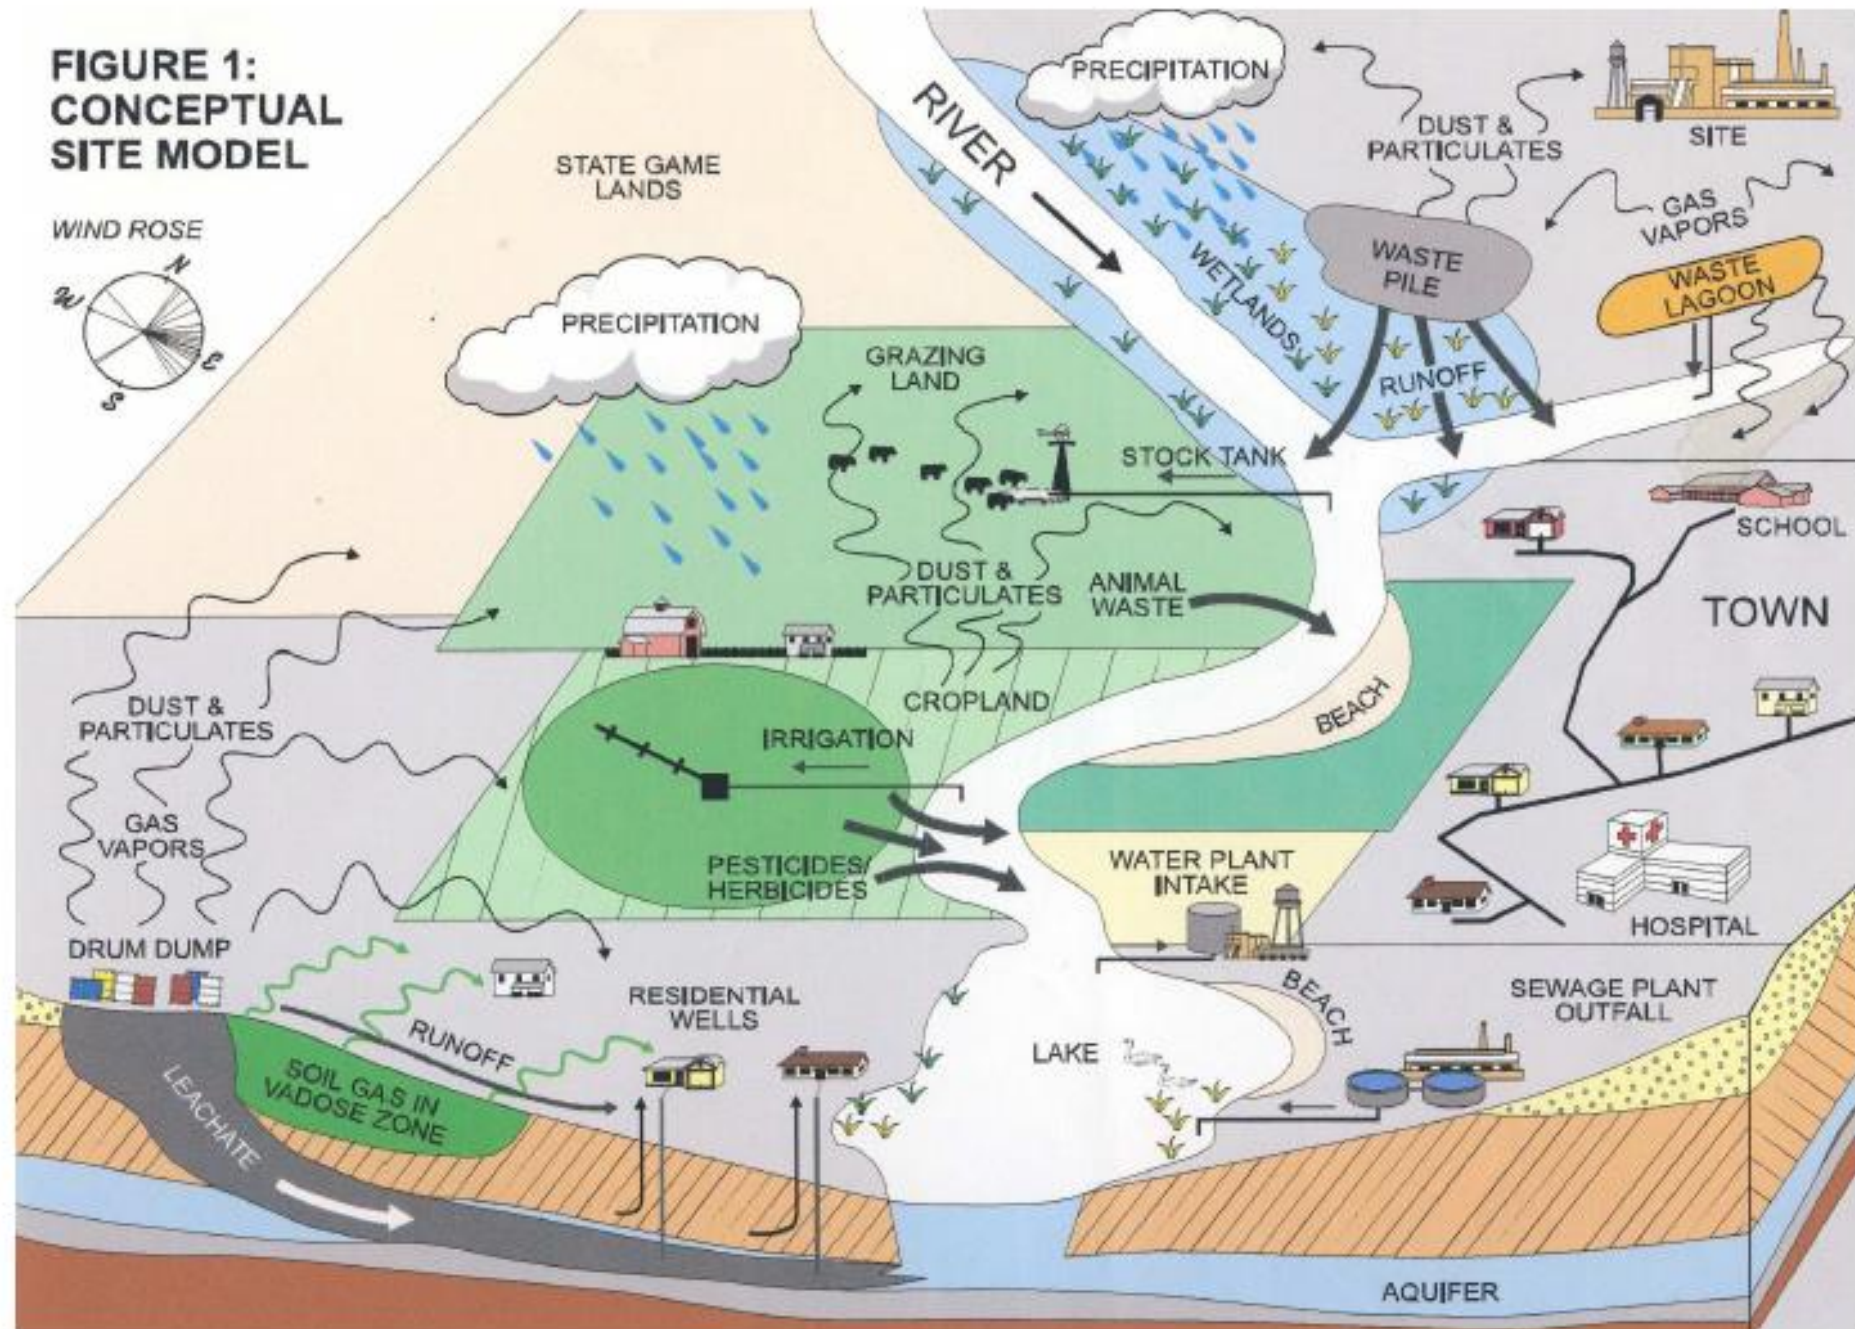 FIGURE 1:
CONCEPTUAL
SITE MODEL
WIND ROSE
N
W
E
S
STATE GAME
LANDS
PRECIPITATION
RIVER
PRECIPITATION
WETLANDS
DUST &
PARTICULATES
SITE
GAS
VAPORS
WASTE
PILE
WASTE
LAGOON
RUNOFF
GRAZING
LAND
STOCK TANK
SCHOOL
TOWN
DUST &
PARTICULATES
ANIMAL
WASTE
CROPLAND
BEACH
IRRIGATION
PESTICIDES/
HERBICIDES
DUST &
PARTICULATES
GAS
VAPORS
DRUM DUMP
WATER PLANT
INTAKE
HOSPITAL
RESIDENTIAL
WELLS
RUNOFF
LAKE
BEACH
SEWAGE PLANT
OUTFALL
SOIL GAS IN
VADOSE ZONE
LEACHATE
AQUIFER